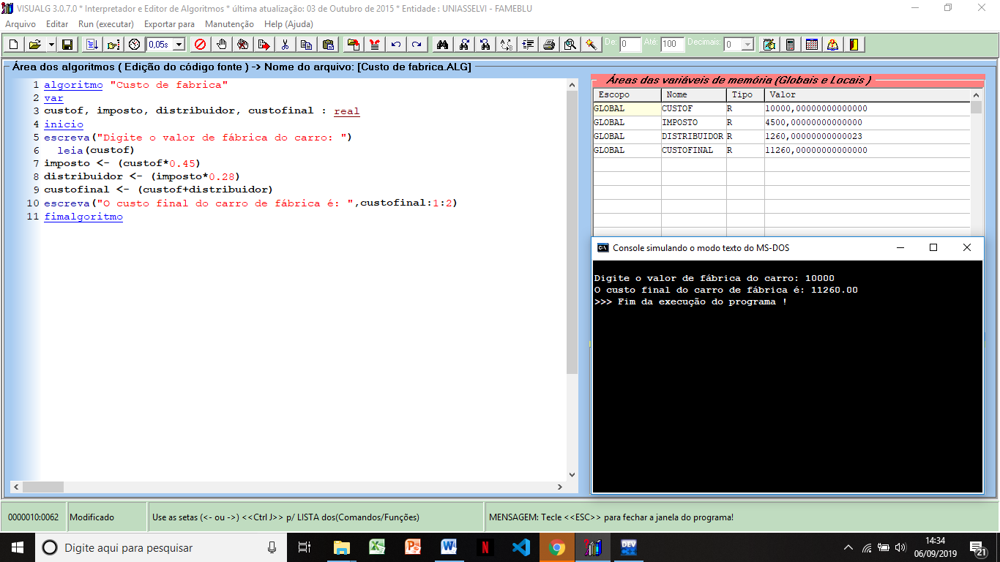 VISUALG 3.0.7.0 * Interpretador e Editor de Algoritmos * última atualização: 03 de Outubro de 2015 * Entidade : UNIASSELVI - FAMEBLU
Arquivo Editar Run (executar) Exportar para Manutenção Help (Ajuda)
0,05s De: 0 Até: 100 Decimais: 0
Área dos algoritmos ( Edição do código fonte ) -> Nome do arquivo: [Custo de fabrica.ALG]
1 algoritmo "Custo de fabrica"
2 var
3 custof, imposto, distribuidor, custofinal : real
4 inicio
5 escreva("Digite o valor de fábrica do carro: ")
6 leia(custof)
7 imposto <- (custof*0.45)
8 distribuidor <- (imposto*0.28)
9 custofinal <- (custof+distribuidor)
10 escreva("O custo final do carro de fábrica é: ",custofinal:1:2)
11 fimalgoritmo
Áreas das variáveis de memória (Globais e Locais )
Escopo Nome Tipo Valor
GLOBAL CUSTOF R 10000,00000000000000
GLOBAL IMPOSTO R 4500,00000000000000
GLOBAL DISTRIBUIDOR R 1260,00000000000023
GLOBAL CUSTOFINAL R 11260,00000000000000
Console simulando o modo texto do MS-DOS
Digite o valor de fábrica do carro: 10000
O custo final do carro de fábrica é: 11260.00
>>> Fim da execução do programa !
0000010:0062 Modificado Use as setas (<- ou ->) <<Ctrl J>> p/ LISTA dos(Comandos/Funções) MENSAGEM: Tecle <<ESC>> para fechar a janela do programa!
Digite aqui para pesquisar
14:34
06/09/2019
21